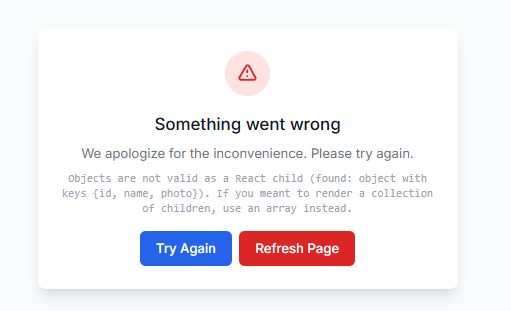 Something went wrong
We apologize for the inconvenience. Please try again.
Objects are not valid as a React child (found: object with
keys {id, name, photo}). If you meant to render a collection
of children, use an array instead.
Try Again
Refresh Page